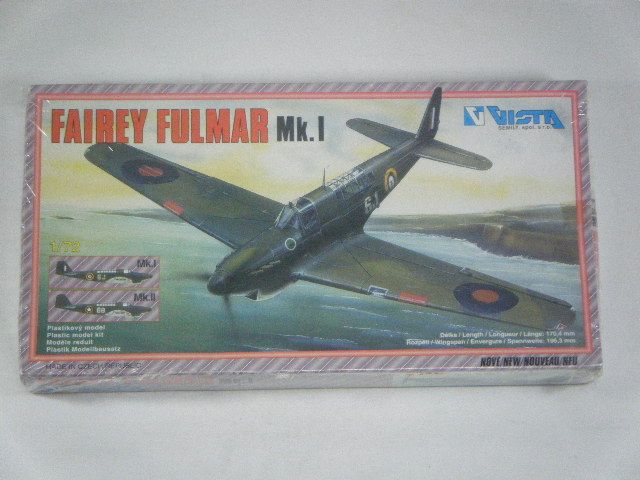 FAIREY FULMAR Mk.I
VISTA
SEMILY, spol. s r.o.
1/72
Mk.I
Mk.II
Plastikový model
Plastic model kit
Modèle reduit
Plastik Modellbausatz
Délka / Length / Longueur / Länge: 170,4 mm
Rozpětí / Wingspan / Envergure / Spannweite: 196,3 mm
MADE IN CZECH REPUBLIC
NOVÉ/NEW/NOUVEAU/NEU